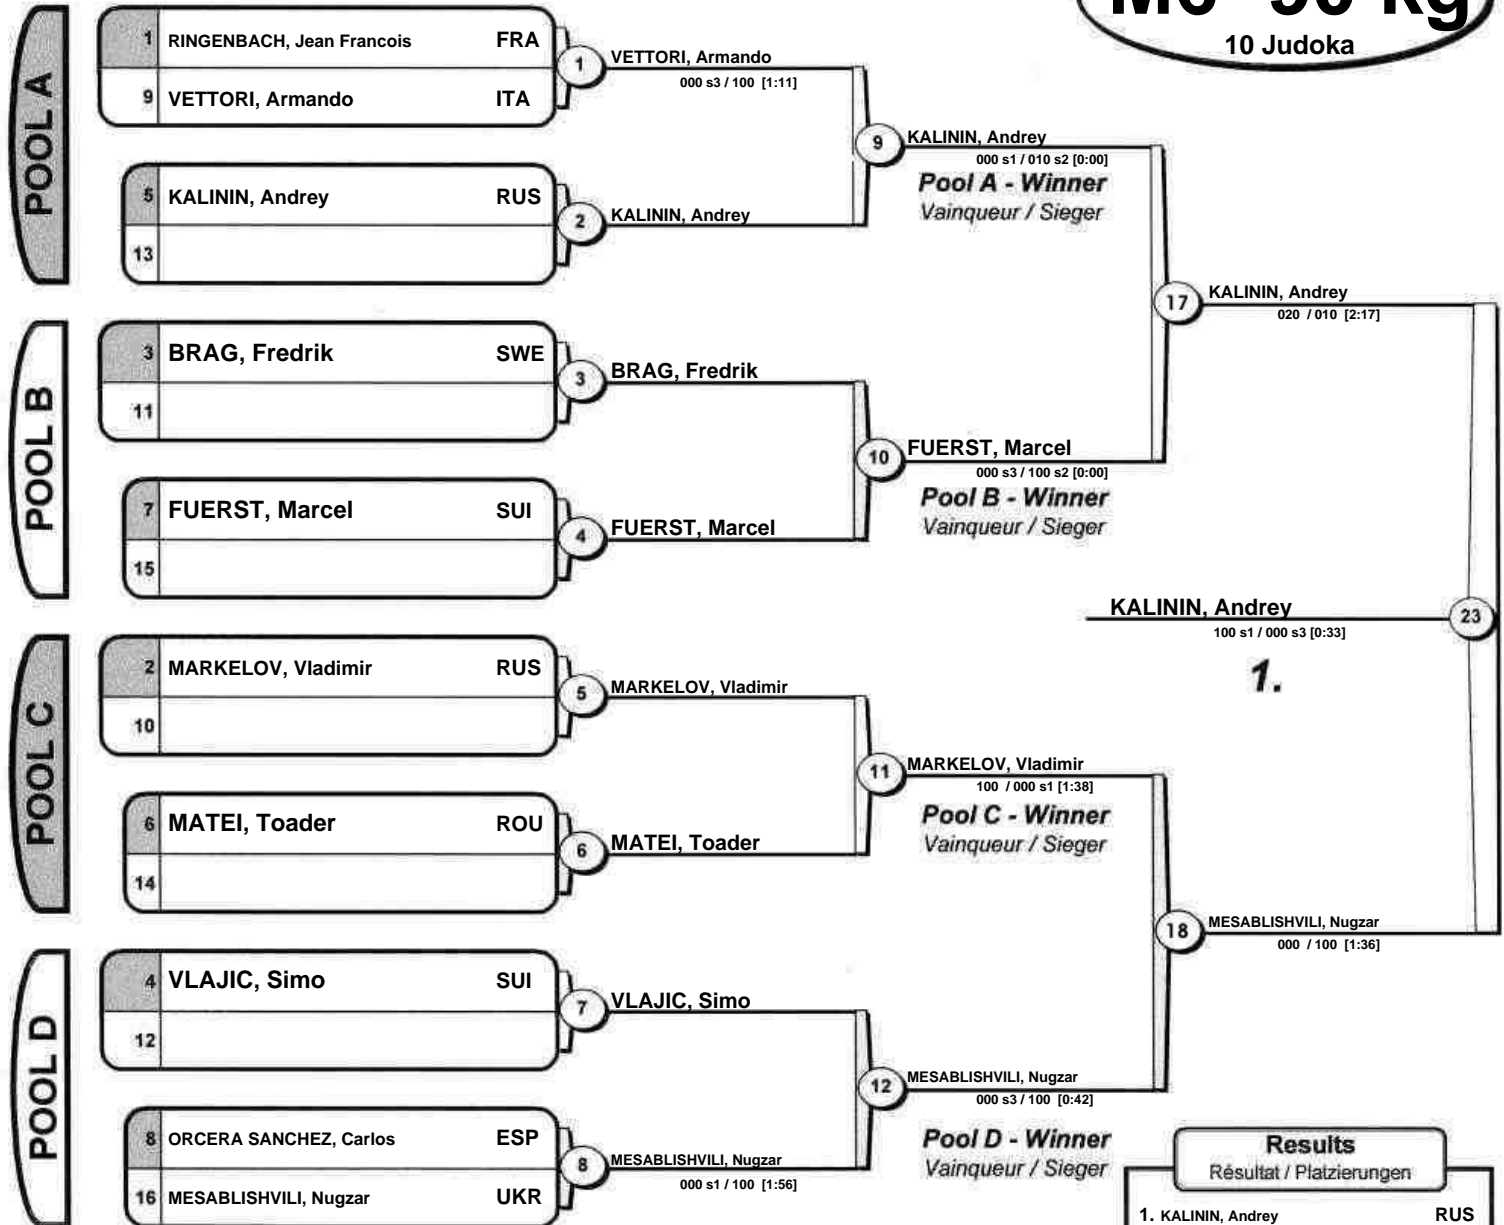 10 Judoka
POOL A
1 RINGENBACH, Jean Francois FRA
9 VETTORI, Armando ITA
1
VETTORI, Armando
000 s3 / 100 [1:11]
5 KALININ, Andrey RUS
13
2
KALININ, Andrey
9
KALININ, Andrey
000 s1 / 010 s2 [0:00]
Pool A - Winner
Vainqueur / Sieger
POOL B
3 BRAG, Fredrik SWE
11
3
BRAG, Fredrik
7 FUERST, Marcel SUI
15
4
FUERST, Marcel
10
FUERST, Marcel
000 s3 / 100 s2 [0:00]
Pool B - Winner
Vainqueur / Sieger
17
KALININ, Andrey
020 / 010 [2:17]
KALININ, Andrey
100 s1 / 000 s3 [0:33]
1.
23
POOL C
2 MARKELOV, Vladimir RUS
10
5
MARKELOV, Vladimir
6 MATEI, Toader ROU
14
6
MATEI, Toader
11
MARKELOV, Vladimir
100 / 000 s1 [1:38]
Pool C - Winner
Vainqueur / Sieger
18
MESABLISHVILI, Nugzar
000 / 100 [1:36]
POOL D
4 VLAJIC, Simo SUI
12
7
VLAJIC, Simo
8 ORCERA SANCHEZ, Carlos ESP
16 MESABLISHVILI, Nugzar UKR
8
MESABLISHVILI, Nugzar
000 s1 / 100 [1:56]
12
MESABLISHVILI, Nugzar
000 s3 / 100 [0:42]
Pool D - Winner
Vainqueur / Sieger
Results
Résultat / Platzierungen
1. KALININ, Andrey RUS